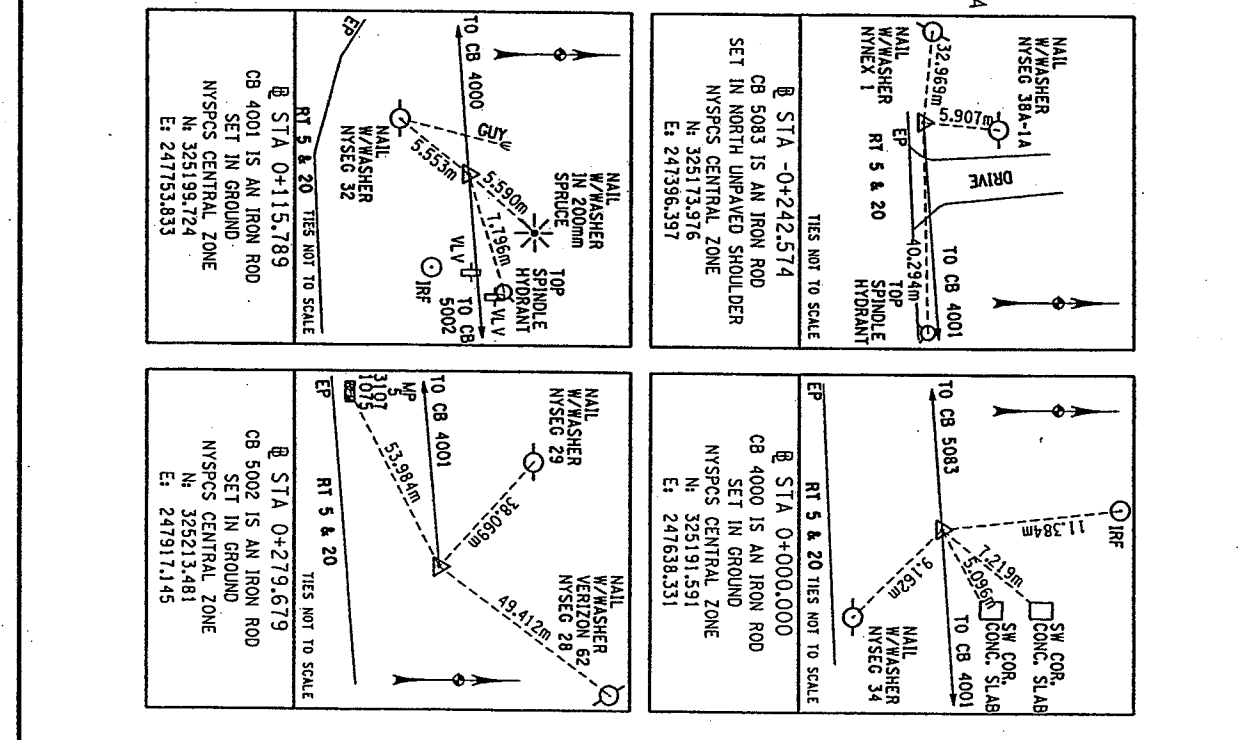 NAIL
W/WASHER
NYSEG 38A-1A
32.969m
5.907m
NAIL
W/WASHER
NYNEX 1
EP
RT 5 & 20
DRIVE
40.294m
TO CB 4001
TOP
SPINDLE
HYDRANT
TIES NOT TO SCALE
STA -0+242.574
CB 5083 IS AN IRON ROD
SET IN NORTH UNPAVED SHOULDER
NYSPCS CENTRAL ZONE
N: 325173.976
E: 247396.397
IRF
11.384m
TO CB 5083
7.219m
5.096m
9.162m
SW COR.
CONC. SLAB
SW COR.
CONC. SLAB
TO CB 4001
NAIL
W/WASHER
NYSEG 34
EP
RT 5 & 20
TIES NOT TO SCALE
STA 0+000.000
CB 4000 IS AN IRON ROD
SET IN GROUND
NYSPCS CENTRAL ZONE
N: 325191.591
E: 247638.331
EP
TO CB 4000
GUY
NAIL
W/WASHER
IN 200mm
SPRUCE
5.553m
5.590m
7.796m
NAIL
W/WASHER
NYSEG 32
TOP
SPINDLE
HYDRANT
VLV
VLV
IRF
TO CB
5002
RT 5 & 20
TIES NOT TO SCALE
STA 0+115.789
CB 4001 IS AN IRON ROD
SET IN GROUND
NYSPCS CENTRAL ZONE
N: 325199.724
E: 247753.833
NAIL
W/WASHER
NYSEG 29
38.069m
TO CB 4001
MP
5
3107
1075
53.984m
49.412m
NAIL
W/WASHER
VERIZON 62
NYSEG 28
EP
RT 5 & 20
TIES NOT TO SCALE
STA 0+279.679
CB 5002 IS AN IRON ROD
SET IN GROUND
NYSPCS CENTRAL ZONE
N: 325213.481
E: 247917.145